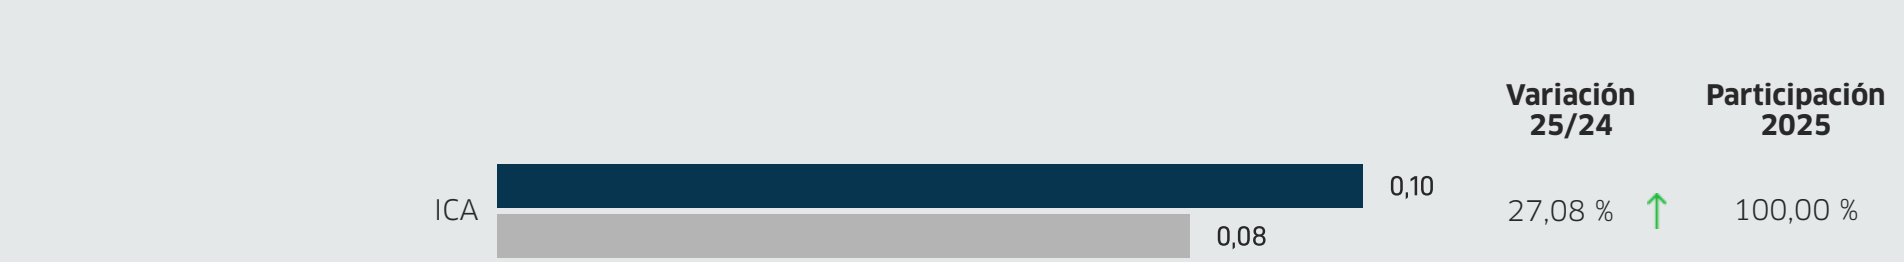 Variación
25/24
Participación
2025
ICA
0,10
0,08
27,08 %
100,00 %